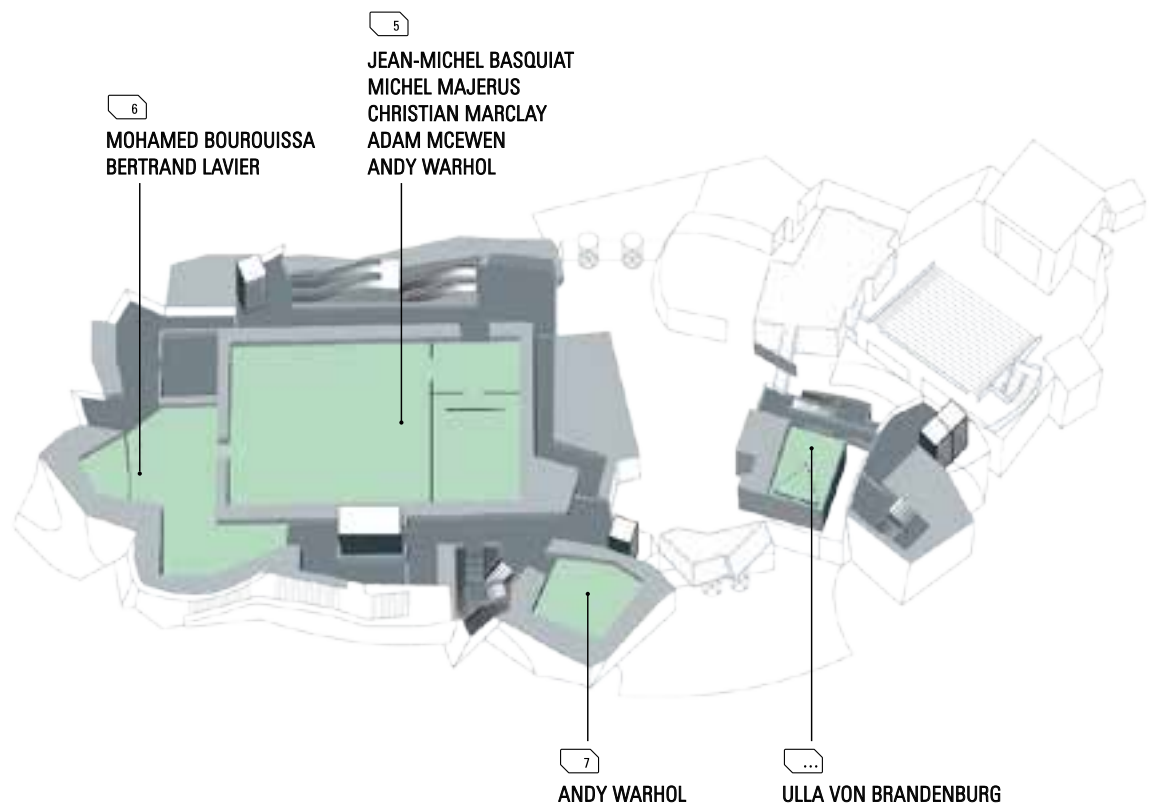 5
JEAN-MICHEL BASQUIAT
MICHEL MAJERUS
CHRISTIAN MARCLAY
ADAM MCEWEN
ANDY WARHOL
6
MOHAMED BOUROUISSA
BERTRAND LAVIER
7
ANDY WARHOL
...
ULLA VON BRANDENBURG